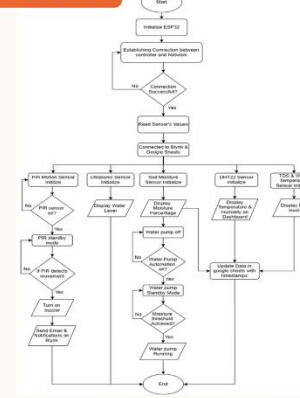 Start
Initialize ESP32
Establishing Connection between
controller and Network
Connection
Successful?
No
Yes
Read Sensor's Values
Connected to Blynk &
Google Sheets
PIR Motion Sensor
Initialize
Ultrasonic Sensor
Initialize
Soil Moisture
Sensor Initialize
DHT22 Sensor
Initialize
TDS &
Tempera
Sensor Init
No
PIR sensor
on?
Yes
Display Water
Level
Display
Moisture
Percentage
Display
Temperature &
Humidity on
Dashboard
Display
PIR standby
mode
Water pump off
No
If PIR detects
movement
Yes
No
Water Pump
Automation
on?
Yes
Update Data in
google sheets with
timestamps
Water pump
Standby Mode
Turn on
buzzer
No
Moisture
threshold
Achieved?
Yes
Send Email &
Notifications on
Blynk
Water pump
Running
End